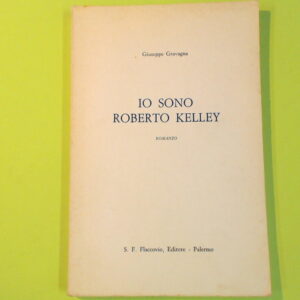 Giuseppe Gravagna
IO SONO
ROBERTO KELLEY
ROMANZO
S. F. Flaccovio, Editore - Palermo